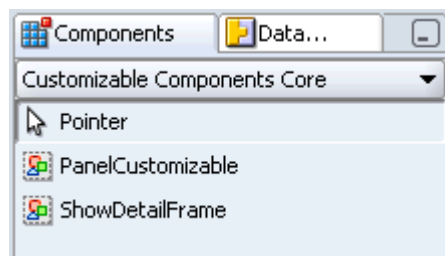 Components Data...
Customizable Components Core
Pointer
PanelCustomizable
ShowDetailFrame